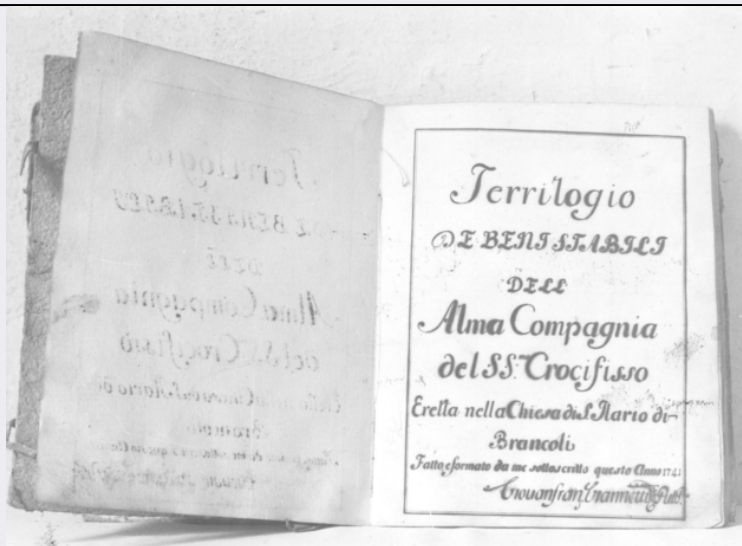 Terrilogio
DE BENI STABILI
DELL
Alma Compagnia
del SS. Crocifisso
Eretta nella Chiesa di S. Ilario di
Brancoli
Fatto e formato da me sottoscritto questo Anno 1741